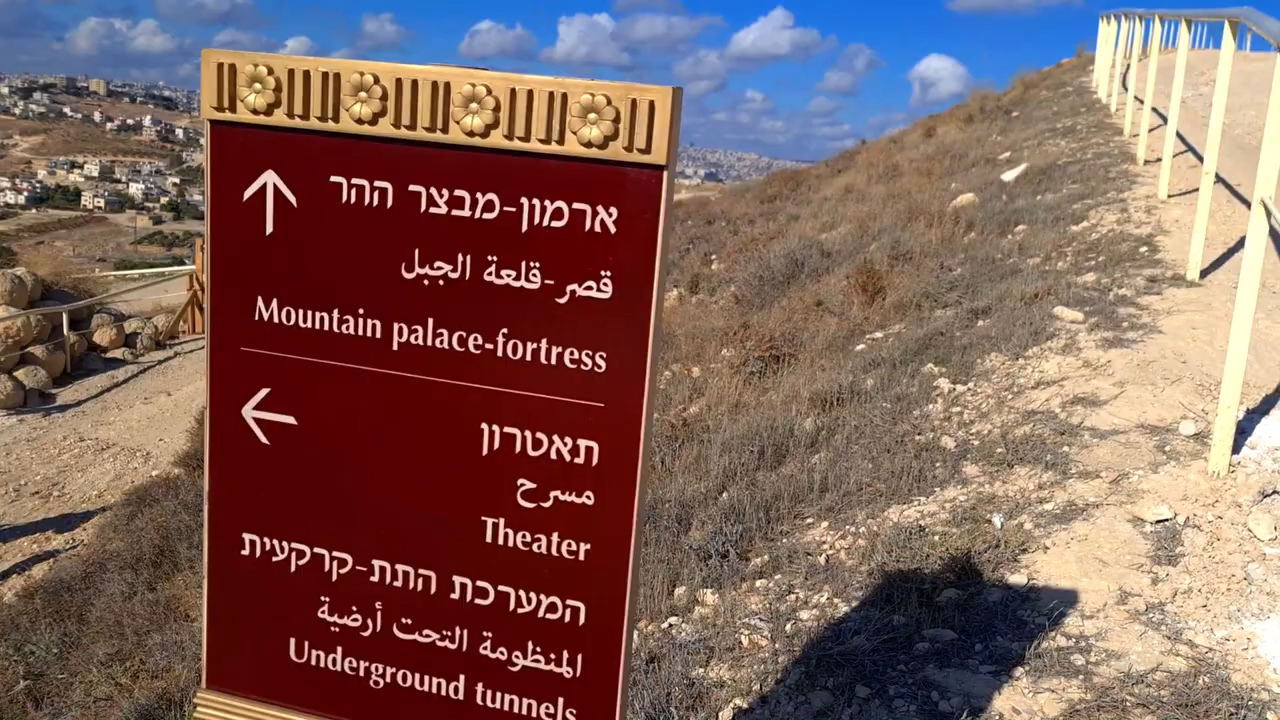 ארמון-מבצר ההר
قصر-قلعة الجبل
Mountain palace-fortress
תאטרון
مسرح
Theater
המערכת התת-קרקעית
المنظومة التحت أرضية
Underground tunnels